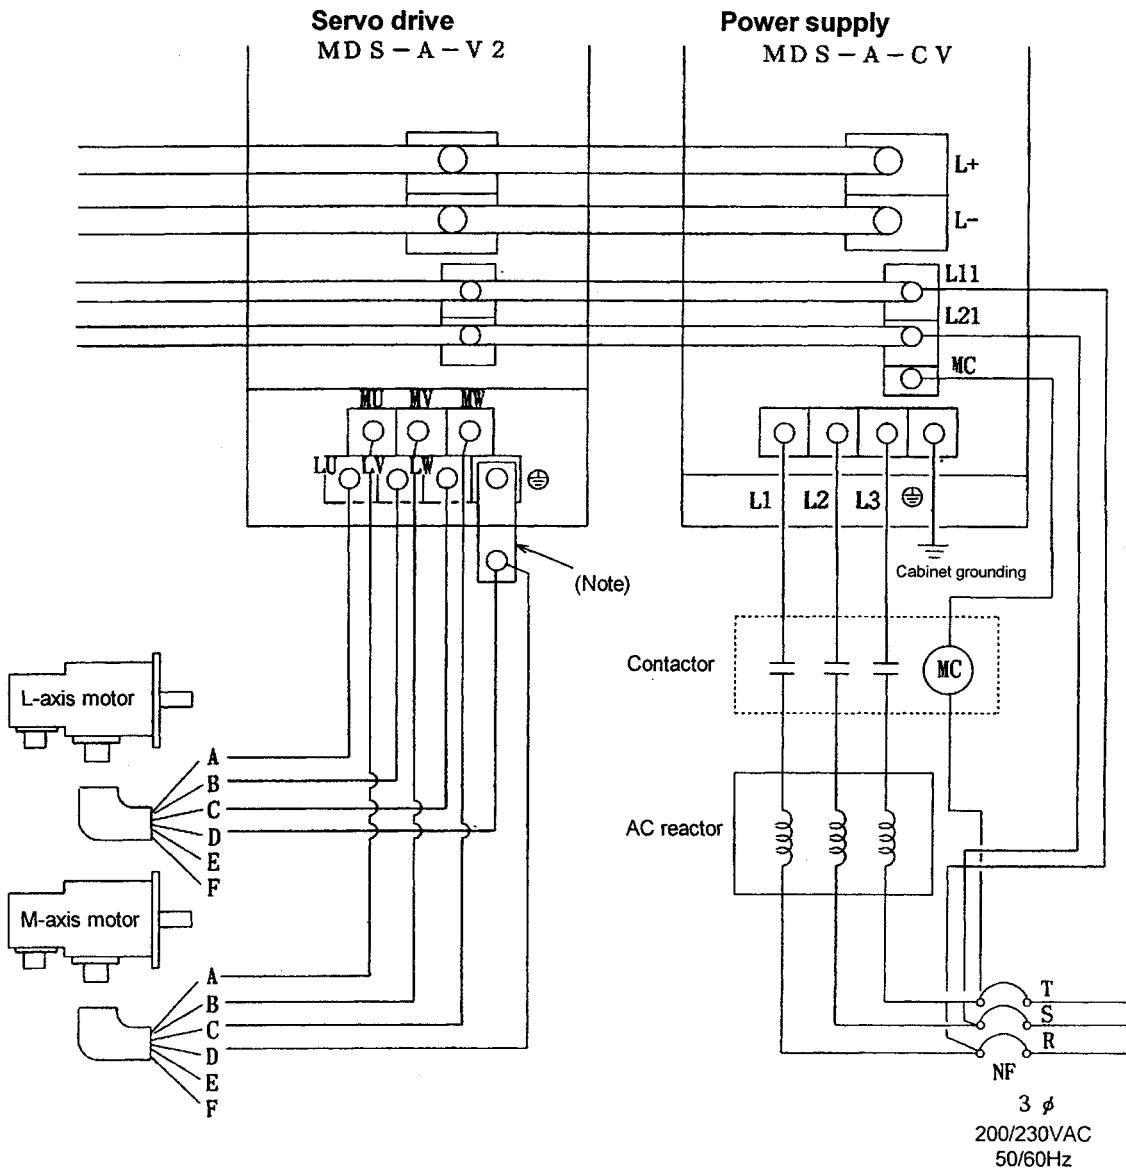 Servo drive
MDS-A-V2
Power supply
MDS-A-CV
L+
L-
L11
L21
MC
MU MV MW
LU LV LW
L1 L2 L3
Cabinet grounding
(Note)
Contactor
MC
L-axis motor
A
B
C
D
E
F
AC reactor
M-axis motor
A
B
C
D
E
F
T
S
R
NF
3 φ
200/230VAC
50/60Hz